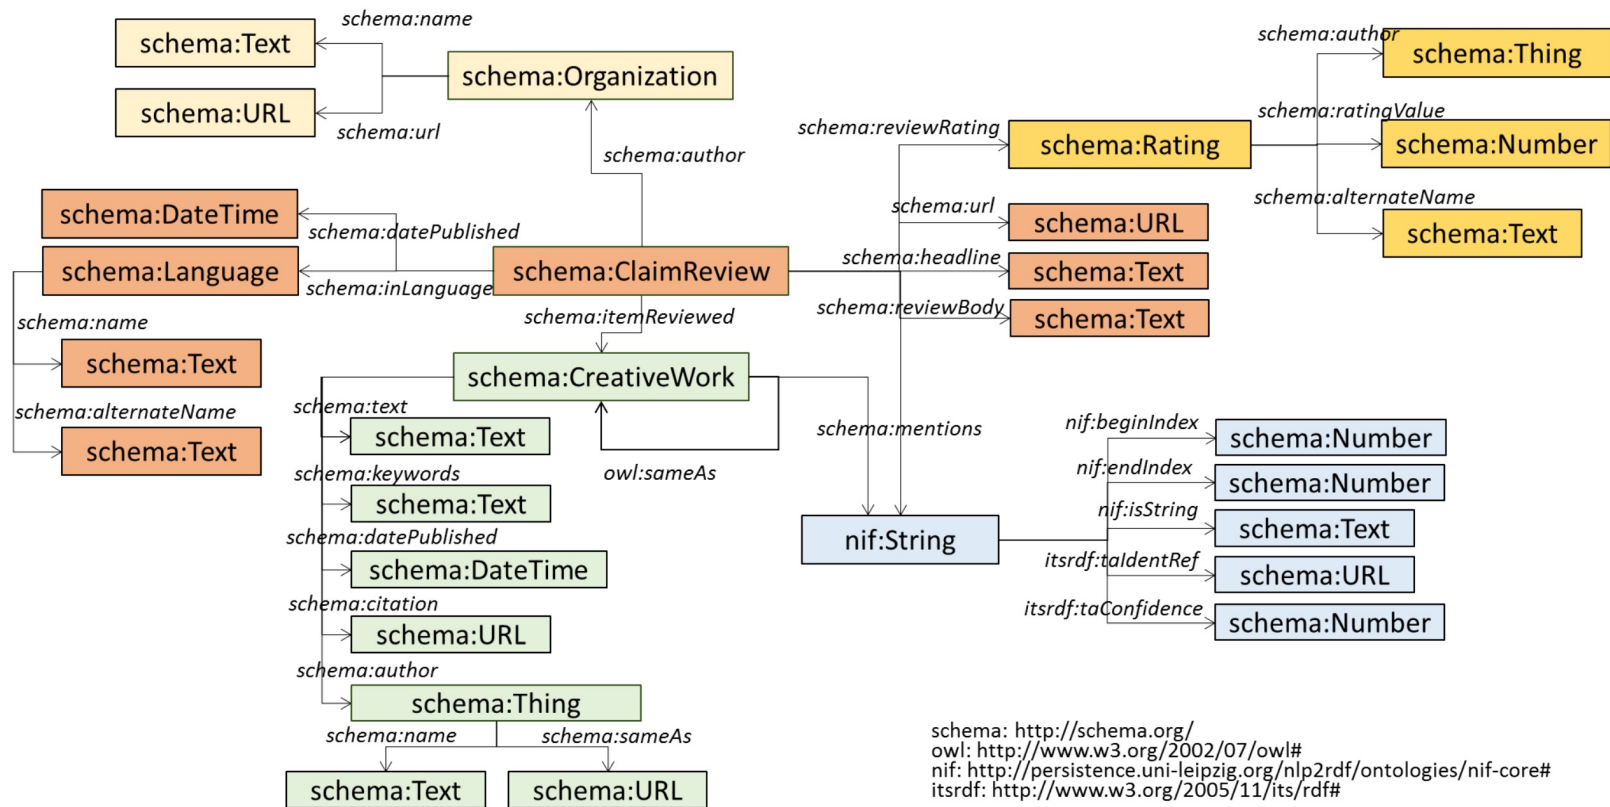 schema:name
schema:Text
schema:Organization
schema:URL
schema:url
schema:author
schema:DateTime
schema:datePublished
schema:Language
schema:inLanguage
schema:ClaimReview
schema:name
schema:Text
schema:alternateName
schema:Text
schema:reviewRating
schema:Rating
schema:author
schema:Thing
schema:ratingValue
schema:Number
schema:alternateName
schema:Text
schema:url
schema:URL
schema:headline
schema:Text
schema:reviewBody
schema:Text
schema:itemReviewed
schema:CreativeWork
schema:text
schema:Text
owl:sameAs
schema:mentions
schema:keywords
schema:Text
schema:datePublished
schema:DateTime
schema:citation
schema:URL
schema:author
schema:Thing
schema:name
schema:sameAs
schema:Text
schema:URL
nif:String
nif:beginIndex
schema:Number
nif:endIndex
schema:Number
nif:isString
schema:Text
itsrdf:taIdentRef
schema:URL
itsrdf:taConfidence
schema:Number
schema: http://schema.org/
owl: http://www.w3.org/2002/07/owl#
nif: http://persistence.uni-leipzig.org/nlp2rdf/ontologies/nif-core#
itsrdf: http://www.w3.org/2005/11/its/rdf#